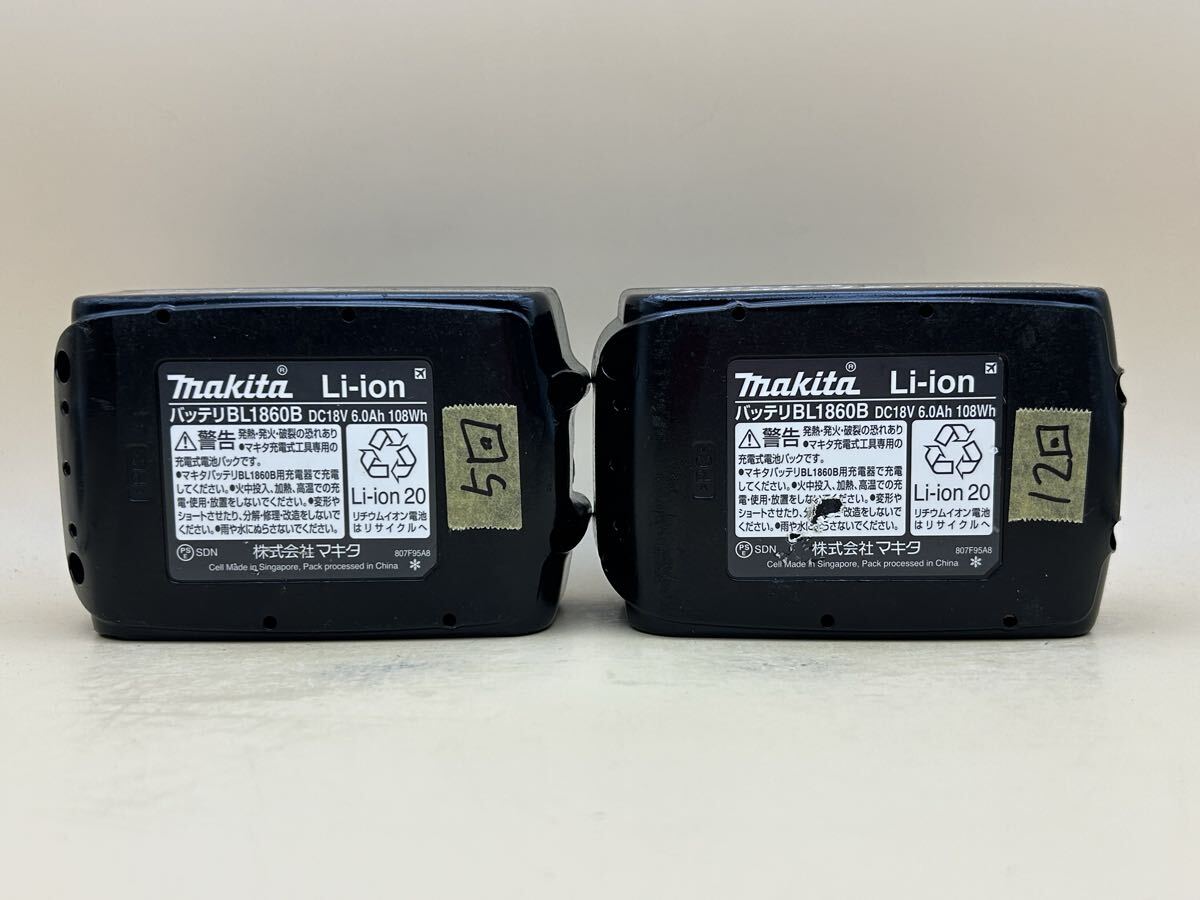 makita® Li-ion
バッテリBL1860B DC18V 6.0Ah 108Wh
警告 発熱・発火・破裂の恐れあり
●マキタ充電式工具専用の
充電式電池パックです。
●マキタバッテリBL1860B用充電器で充電
してください。●火中投入、加熱、高温での充
電・使用・放置をしないでください。●変形や
ショートさせたり、分解・修理・改造をしないで
ください。●雨や水にぬらさないでください。
Li-ion 20
リチウムイオン電池
はリサイクルへ
PSE SDN 株式会社マキタ 807F95A8
Cell Made in Singapore, Pack processed in China ✻
5回
makita® Li-ion
バッテリBL1860B DC18V 6.0Ah 108Wh
警告 発熱・発火・破裂の恐れあり
●マキタ充電式工具専用の
充電式電池パックです。
●マキタバッテリBL1860B用充電器で充電
してください。●火中投入、加熱、高温での充
電・使用・放置をしないでください。●変形や
ショートさせたり、分解 改造をしないで
ください。●雨や水に らさないでください。
Li-ion 20
リチウムイオン電池
はリサイクルへ
PSE SDN 株式会社マキタ 807F95A8
Cell Made in Singapore, Pack processed in China ✻
12回